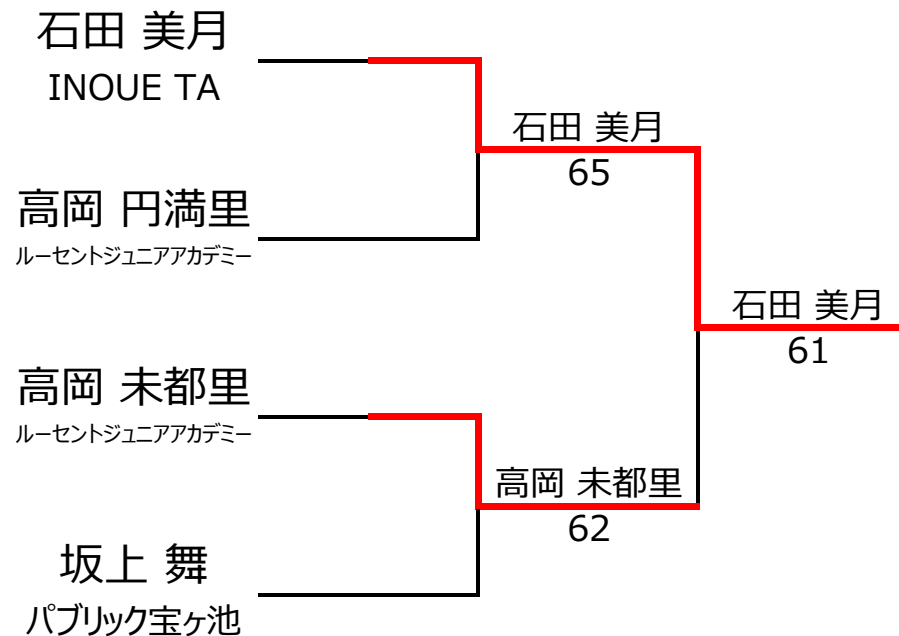 石田 美月
INOUE TA
高岡 円満里
ルーセントジュニアアカデミー
高岡 未都里
ルーセントジュニアアカデミー
坂上 舞
パブリック宝ヶ池
石田 美月
65
高岡 未都里
62
石田 美月
61